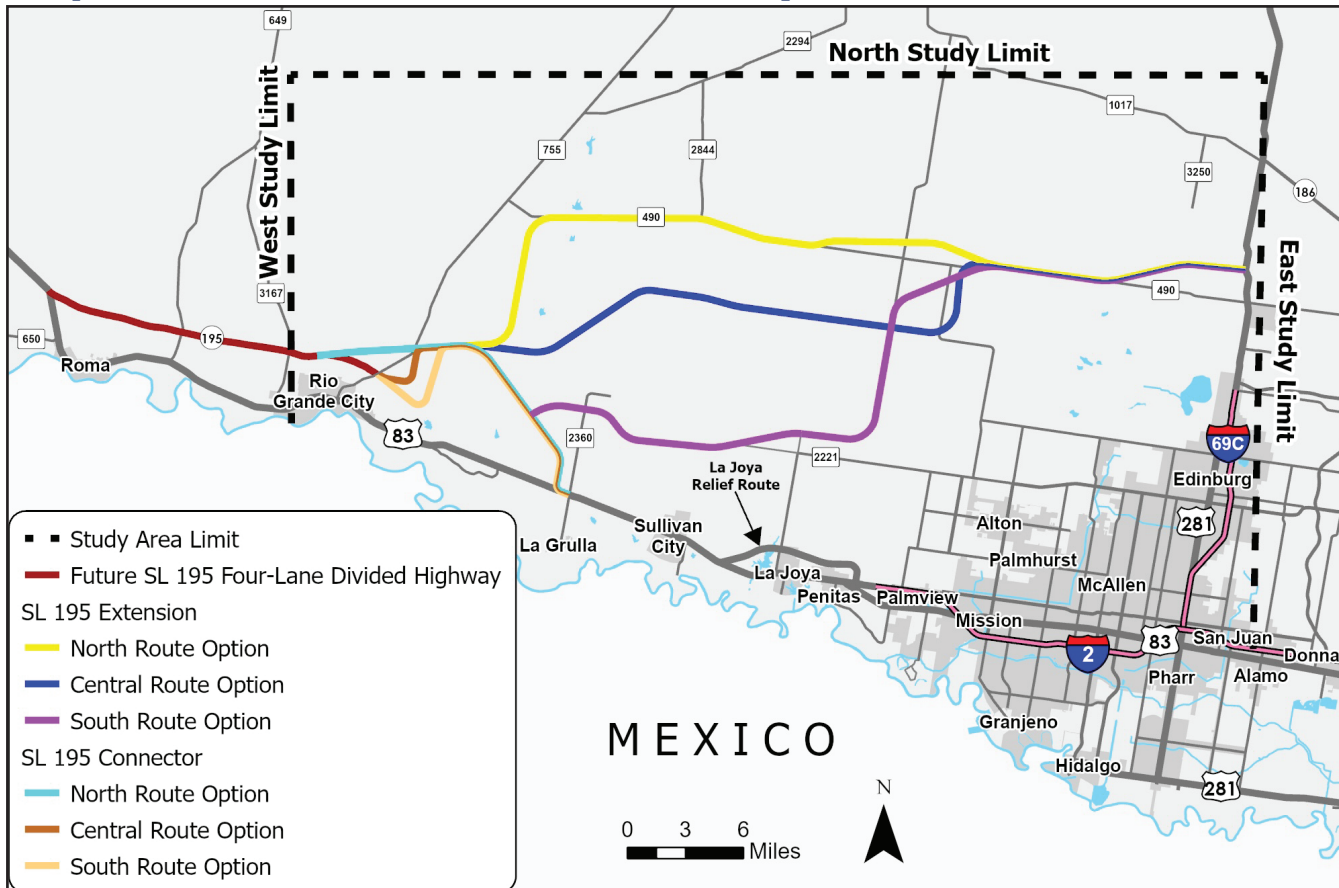 649
2294
North Study Limit
West Study Limit
1017
755
2844
3250
186
490
East Study Limit
3167
490
195
650
Roma
Rio
Grande City
83
2360
2221
69C
La Joya
Relief Route
Edinburg
281
Alton
Sullivan
City
La Grulla
Palmhurst
McAllen
La Joya
Penitas
Palmview
Mission
83
San Juan
Donna
2
Pharr
Alamo
Granjeno
MEXICO
Hidalgo
281
N
0 3 6
Miles
Study Area Limit
Future SL 195 Four-Lane Divided Highway
SL 195 Extension
North Route Option
Central Route Option
South Route Option
SL 195 Connector
North Route Option
Central Route Option
South Route Option